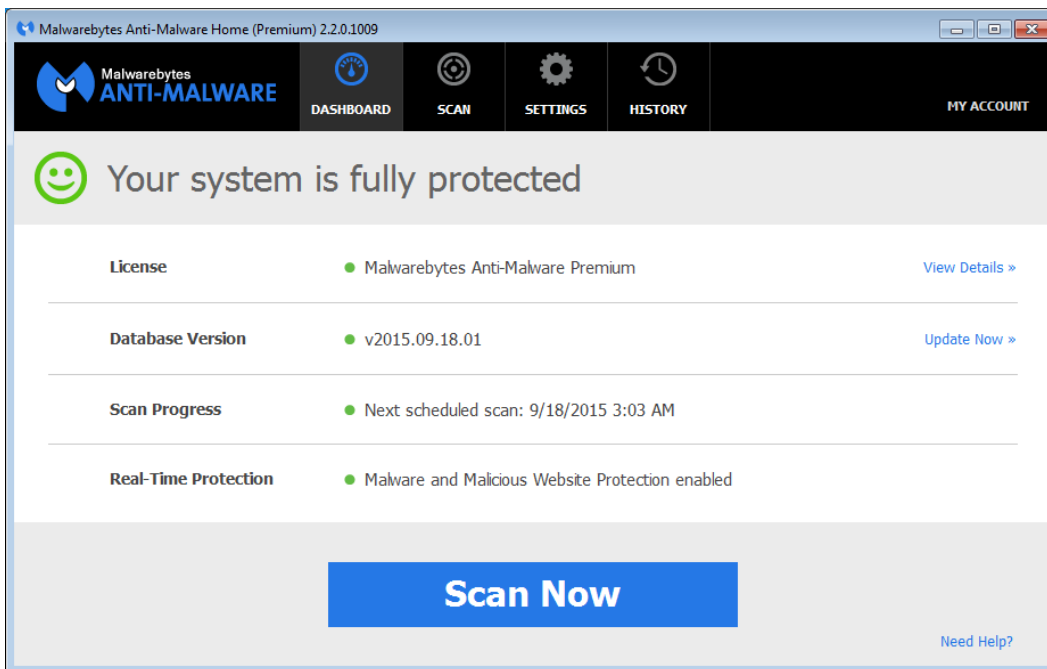 Malwarebytes Anti-Malware Home (Premium) 2.2.0.1009
Malwarebytes
ANTI-MALWARE
DASHBOARD
SCAN
SETTINGS
HISTORY
MY ACCOUNT
Your system is fully protected
License
Malwarebytes Anti-Malware Premium
View Details »
Database Version
v2015.09.18.01
Update Now »
Scan Progress
Next scheduled scan: 9/18/2015 3:03 AM
Real-Time Protection
Malware and Malicious Website Protection enabled
Scan Now
Need Help?